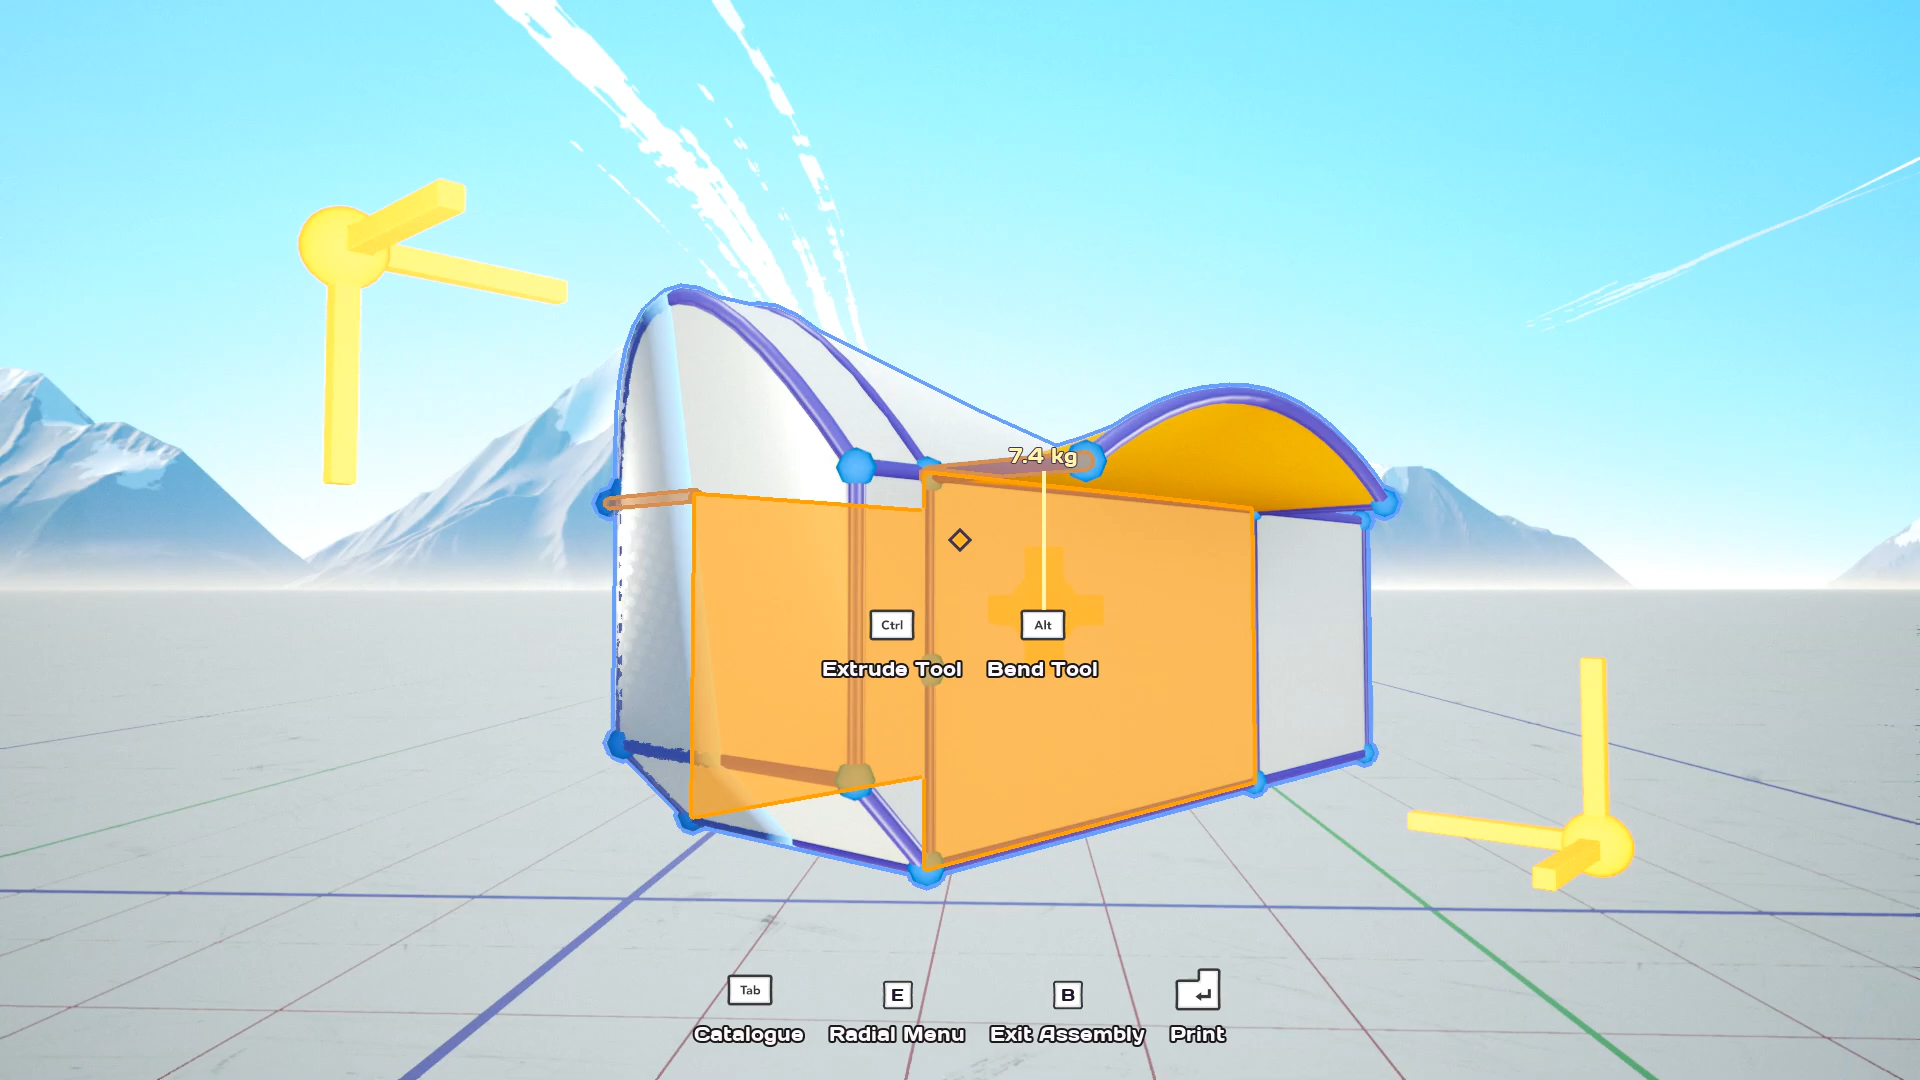 7.4 kg
Ctrl
Alt
Extrude Tool
Bend Tool
Tab
E
B
Catalogue
Radial Menu
Exit Assembly
Print